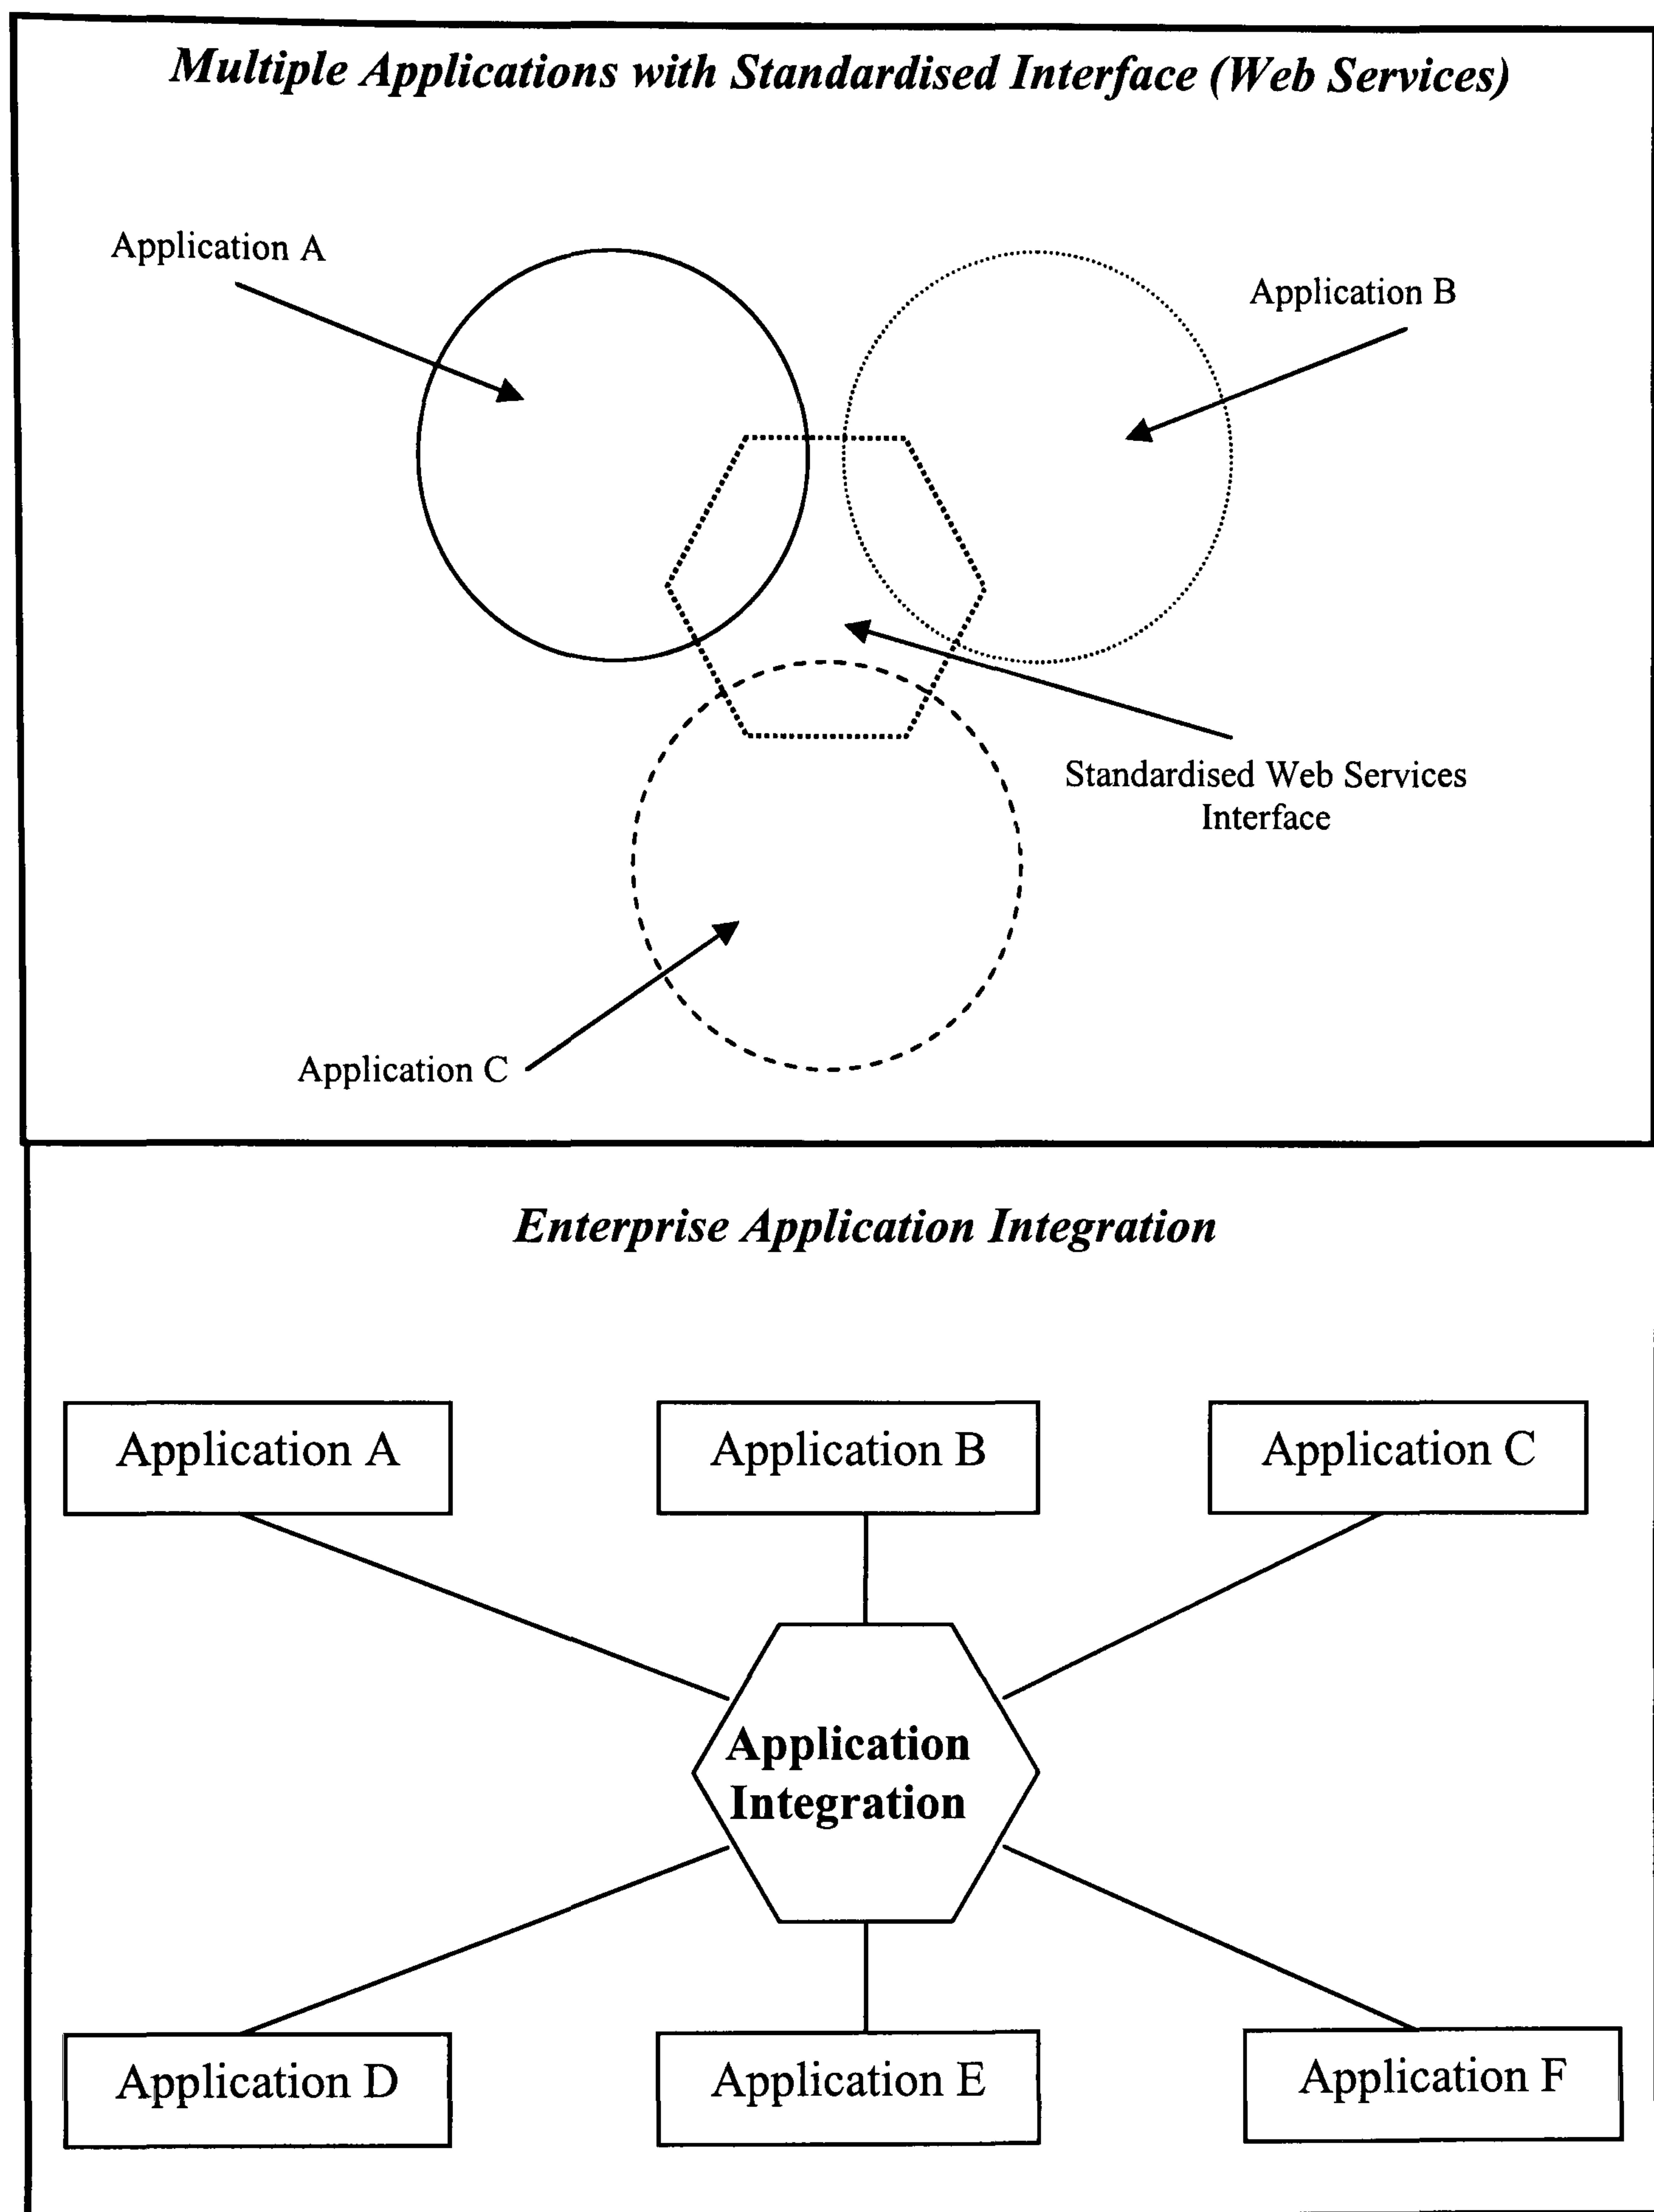 Multiple Applications with Standardised Interface (Web Services)
Application A
Application B
Standardised Web Services
Interface
Application C
Enterprise Application Integration
Application A
Application B
Application C
Application
Integration
Application D
Application E
Application F